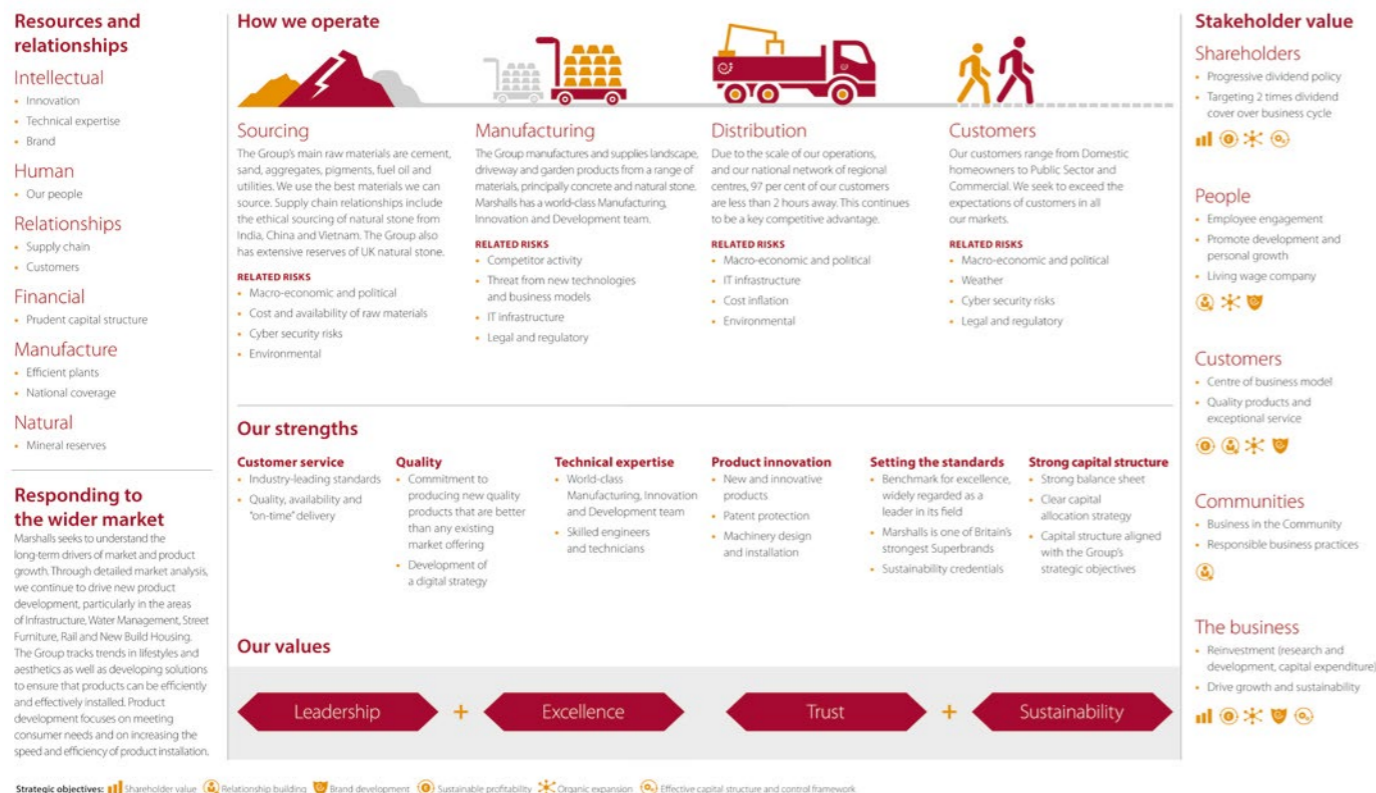 Resources and
relationships
Intellectual
• Innovation
• Technical expertise
• Brand
Human
• Our people
Relationships
• Supply chain
• Customers
Financial
• Prudent capital structure
Manufacture
• Efficient plants
• National coverage
Natural
• Mineral reserves
Responding to
the wider market
Marshalls seeks to understand the
long-term drivers of market and product
growth. Through detailed market analysis,
we continue to drive new product
development, particularly in the areas
of Infrastructure, Water Management, Street
Furniture, Rail and New Build Housing.
The Group tracks trends in lifestyles and
aesthetics as well as developing solutions
to ensure that products can be efficiently
and effectively installed. Product
development focuses on meeting
consumer needs and on increasing the
speed and efficiency of product installation.
How we operate
Sourcing
The Group's main raw materials are cement,
sand, aggregates, pigments, fuel oil and
utilities. We use the best materials we can
source. Supply chain relationships include
the ethical sourcing of natural stone from
India, China and Vietnam. The Group also
has extensive reserves of UK natural stone.
RELATED RISKS
• Macro-economic and political
• Cost and availability of raw materials
• Cyber security risks
• Environmental
Manufacturing
The Group manufactures and supplies landscape,
driveway and garden products from a range of
materials, principally concrete and natural stone.
Marshalls has a world-class Manufacturing,
Innovation and Development team.
RELATED RISKS
• Competitor activity
• Threat from new technologies
and business models
• IT infrastructure
• Legal and regulatory
Distribution
Due to the scale of our operations,
and our national network of regional
centres, 97 per cent of our customers
are less than 2 hours away. This continues
to be a key competitive advantage.
RELATED RISKS
• Macro-economic and political
• IT infrastructure
• Cost inflation
• Environmental
Customers
Our customers range from Domestic
homeowners to Public Sector and
Commercial. We seek to exceed the
expectations of customers in all
our markets.
RELATED RISKS
• Macro-economic and political
• Weather
• Cyber security risks
• Legal and regulatory
Our strengths
Customer service
• Industry-leading standards
• Quality, availability and
"on-time" delivery
Quality
• Commitment to
producing new quality
products that are better
than any existing
market offering
• Development of
a digital strategy
Technical expertise
• World-class
Manufacturing, Innovation
and Development team
• Skilled engineers
and technicians
Product innovation
• New and innovative
products
• Patent protection
• Machinery design
and installation
Setting the standards
• Benchmark for excellence,
widely regarded as a
leader in its field
• Marshalls is one of Britain's
strongest Superbrands
• Sustainability credentials
Strong capital structure
• Strong balance sheet
• Clear capital
allocation strategy
• Capital structure aligned
with the Group's
strategic objectives
Our values
Leadership + Excellence Trust + Sustainability
Stakeholder value
Shareholders
• Progressive dividend policy
• Targeting 2 times dividend
cover over business cycle
People
• Employee engagement
• Promote development and
personal growth
• Living wage company
Customers
• Centre of business model
• Quality products and
exceptional service
Communities
• Business in the Community
• Responsible business practices
The business
• Reinvestment (research and
development, capital expenditure)
• Drive growth and sustainability
Strategic objectives: Shareholder value Relationship building Brand development Sustainable profitability Organic expansion Effective capital structure and control framework